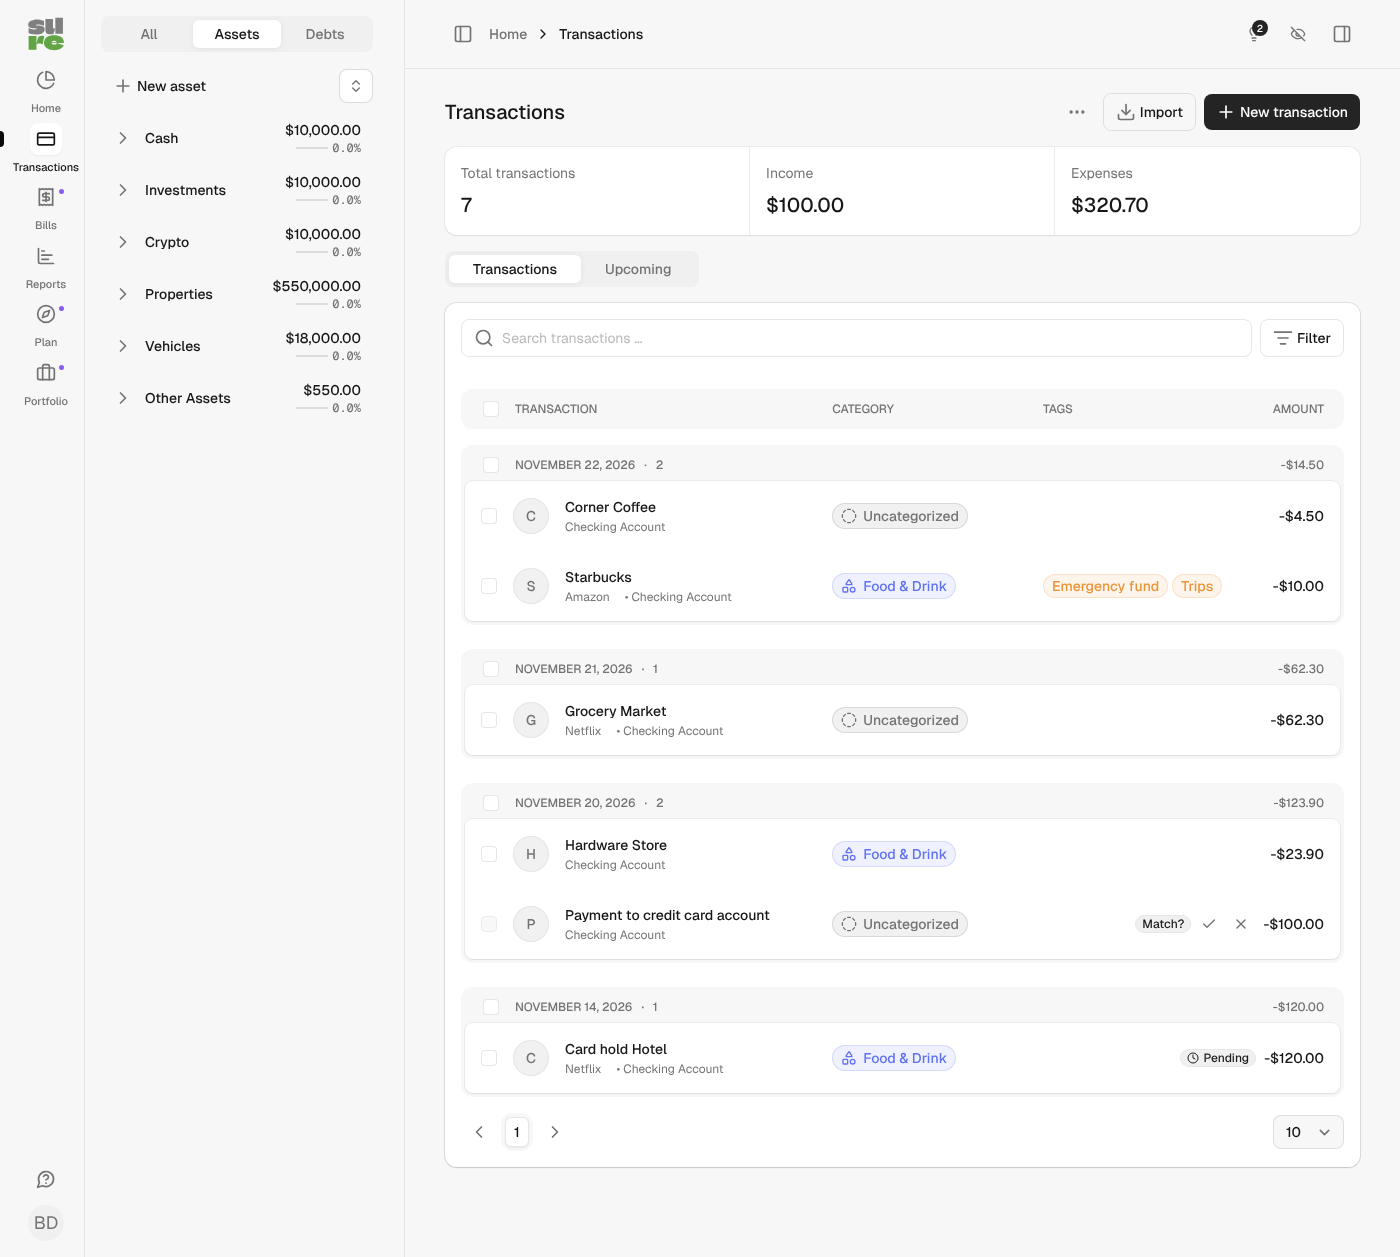 sure
Home
Transactions
Bills
Reports
Plan
Portfolio
BD
All
Assets
Debts
New asset
Cash
$10,000.00
0.0%
Investments
$10,000.00
0.0%
Crypto
$10,000.00
0.0%
Properties
$550,000.00
0.0%
Vehicles
$18,000.00
0.0%
Other Assets
$550.00
0.0%
Home > Transactions
2
Transactions
Import
New transaction
Total transactions
7
Income
$100.00
Expenses
$320.70
Transactions
Upcoming
Search transactions ...
Filter
TRANSACTION CATEGORY TAGS AMOUNT
NOVEMBER 22, 2026 · 2 -$14.50
C
Corner Coffee
Checking Account
Uncategorized
-$4.50
S
Starbucks
Amazon • Checking Account
Food & Drink
Emergency fund
Trips
-$10.00
NOVEMBER 21, 2026 · 1 -$62.30
G
Grocery Market
Netflix • Checking Account
Uncategorized
-$62.30
NOVEMBER 20, 2026 · 2 -$123.90
H
Hardware Store
Checking Account
Food & Drink
-$23.90
P
Payment to credit card account
Checking Account
Uncategorized
Match?
-$100.00
NOVEMBER 14, 2026 · 1 -$120.00
C
Card hold Hotel
Netflix • Checking Account
Food & Drink
Pending
-$120.00
1
10